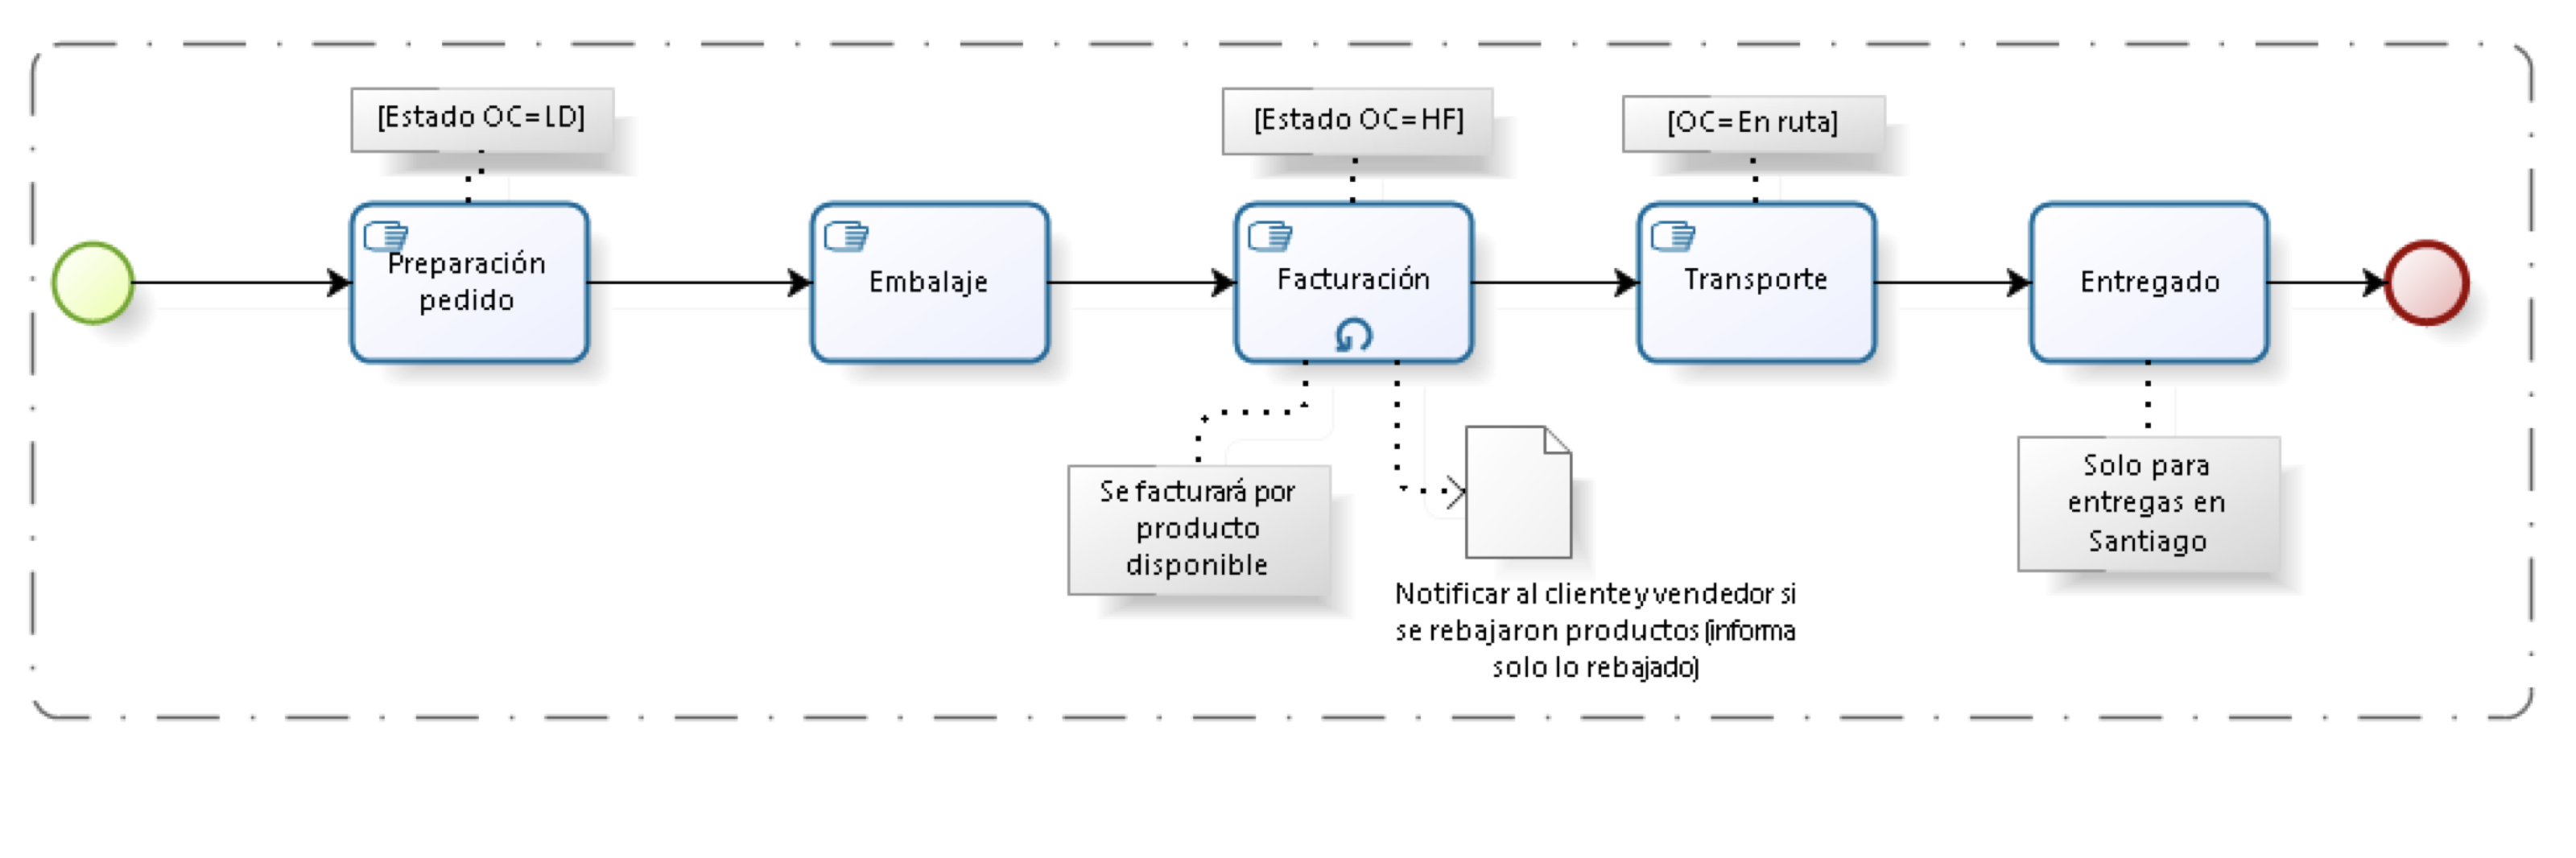 [Estado OC=LD]
[Estado OC=HF]
[OC=En ruta]
Preparación
pedido
Embalaje
Facturación
Transporte
Entregado
Se facturará por
producto
disponible
Notificar al cliente y vendedor si
se rebajaron productos (informa
solo lo rebajado)
Solo para
entregas en
Santiago